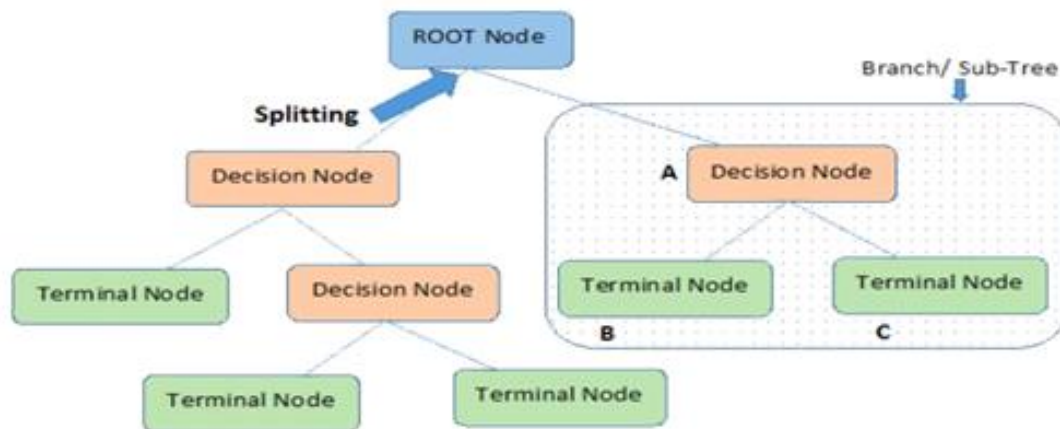 ROOT Node
Branch/ Sub-Tree
Splitting
Decision Node
A
Decision Node
Terminal Node
Decision Node
Terminal Node
Terminal Node
B
C
Terminal Node
Terminal Node